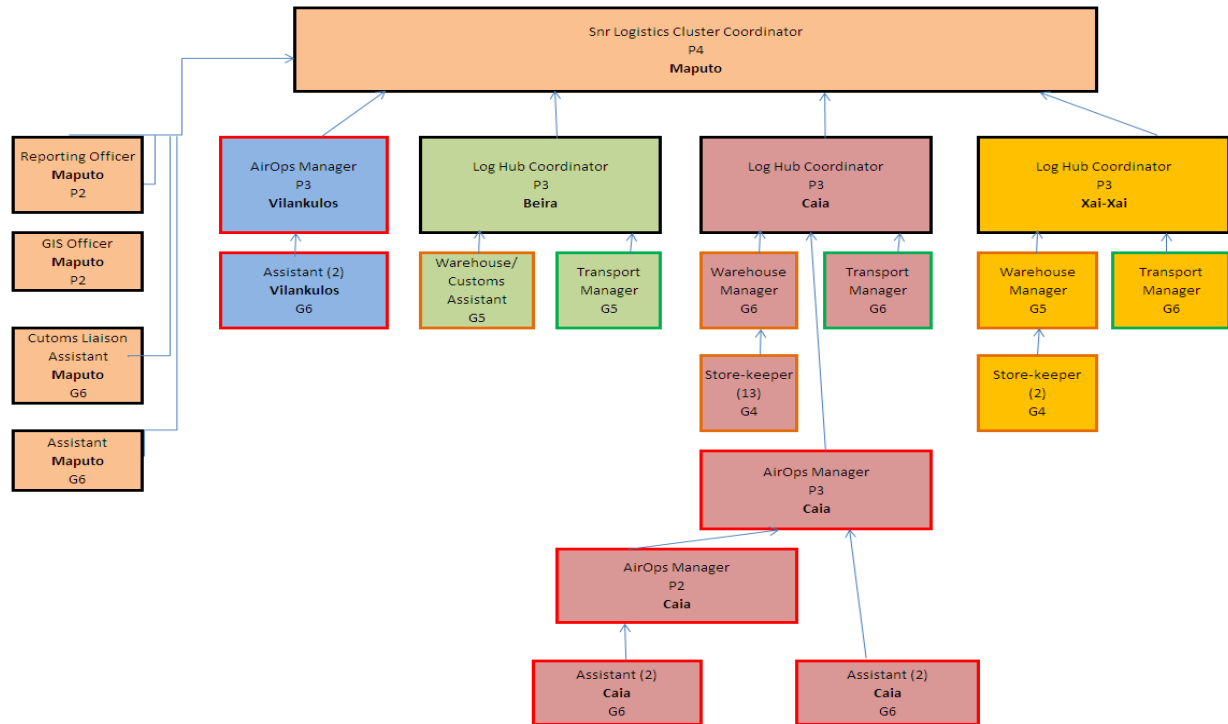 Snr Logistics Cluster Coordinator
P4
Maputo
Reporting Officer
Maputo
P2
GIS Officer
Maputo
P2
Cutoms Liaison
Assistant
Maputo
G6
Assistant
Maputo
G6
AirOps Manager
P3
Vilankulos
Assistant (2)
Vilankulos
G6
Log Hub Coordinator
P3
Beira
Warehouse/
Customs
Assistant
G5
Transport
Manager
G5
Log Hub Coordinator
P3
Caia
Warehouse
Manager
G6
Transport
Manager
G6
Store-keeper
(13)
G4
AirOps Manager
P3
Caia
AirOps Manager
P2
Caia
Assistant (2)
Caia
G6
Assistant (2)
Caia
G6
Log Hub Coordinator
P3
Xai-Xai
Warehouse
Manager
G5
Transport
Manager
G6
Store-keeper
(2)
G4